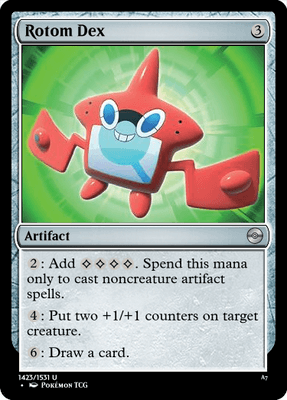 Rotom Dex 3
Artifact
2 : Add ◇◇◇◇. Spend this mana
only to cast noncreature artifact
spells.
4 : Put two +1/+1 counters on target
creature.
6 : Draw a card.
1423/1531 U
• Pokémon TCG A7